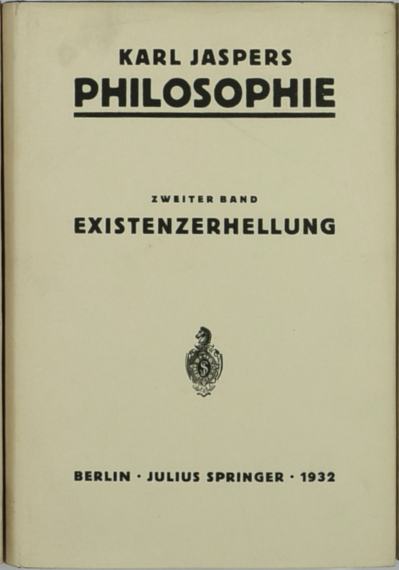 KARL JASPERS
PHILOSOPHIE
ZWEITER BAND
EXISTENZERHELLUNG
S
BERLIN · JULIUS SPRINGER · 1932